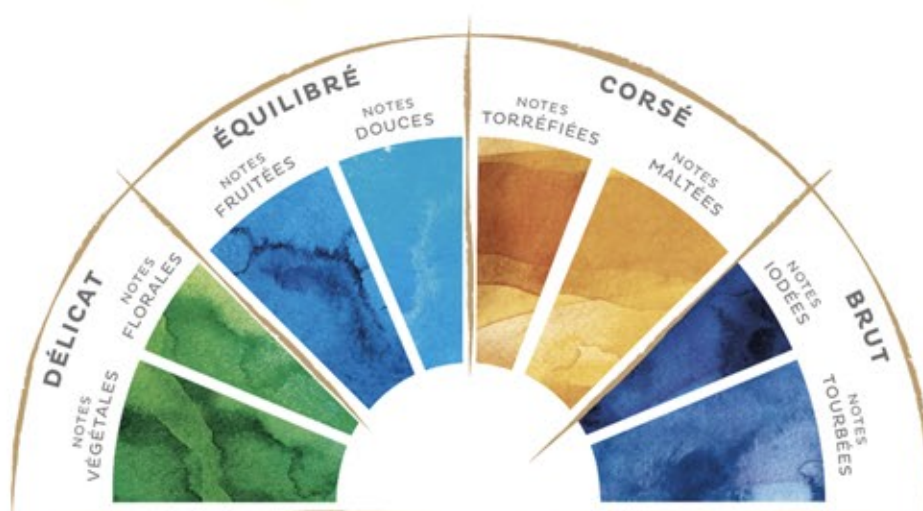 DÉLICAT
NOTES
VÉGÉTALES
NOTES
FLORALES
ÉQUILIBRÉ
NOTES
FRUITÉES
NOTES
DOUCES
CORSÉ
NOTES
TORRÉFIÉES
NOTES
MALTÉES
BRUT
NOTES
IODÉES
NOTES
TOURBÉES